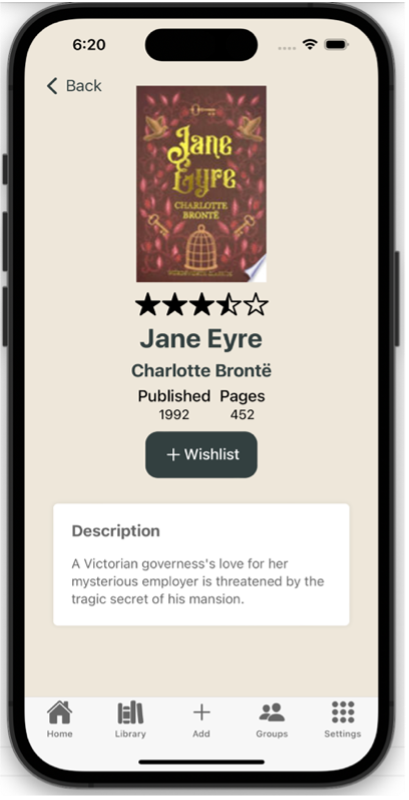 6:20
Back
Jane
Eyre
CHARLOTTE
BRONTË
Jane Eyre
Charlotte Brontë
Published Pages
1992 452
+ Wishlist
Description
A Victorian governess's love for her
mysterious employer is threatened by the
tragic secret of his mansion.
Home Library Add Groups Settings